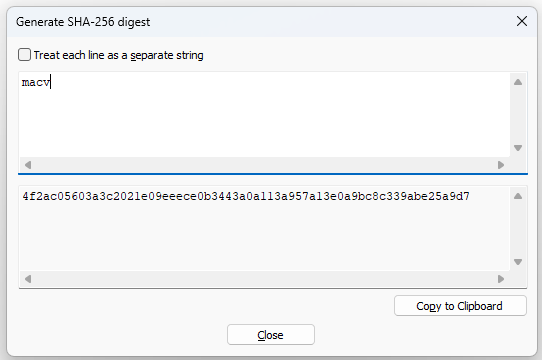 Generate SHA-256 digest
Treat each line as a separate string
macv
4f2ac05603a3c2021e09eeece0b3443a0a113a957a13e0a9bc8c339abe25a9d7
Copy to Clipboard
Close